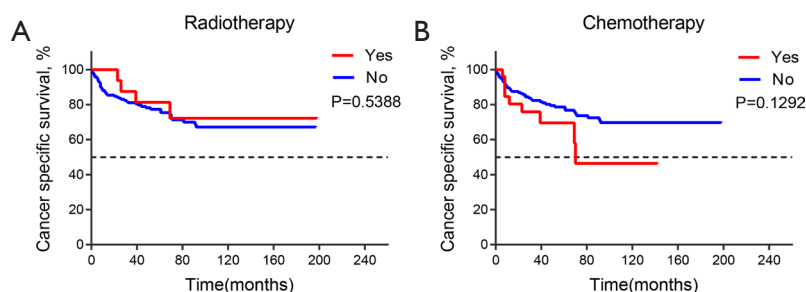 A
Radiotherapy
Yes
No
P=0.5388
Cancer specific survival, %
100
80
60
40
20
0
0 40 80 120 160 200 240
Time(months)
B
Chemotherapy
Yes
No
P=0.1292
Cancer specific survival, %
100
80
60
40
20
0
0 40 80 120 160 200 240
Time(months)